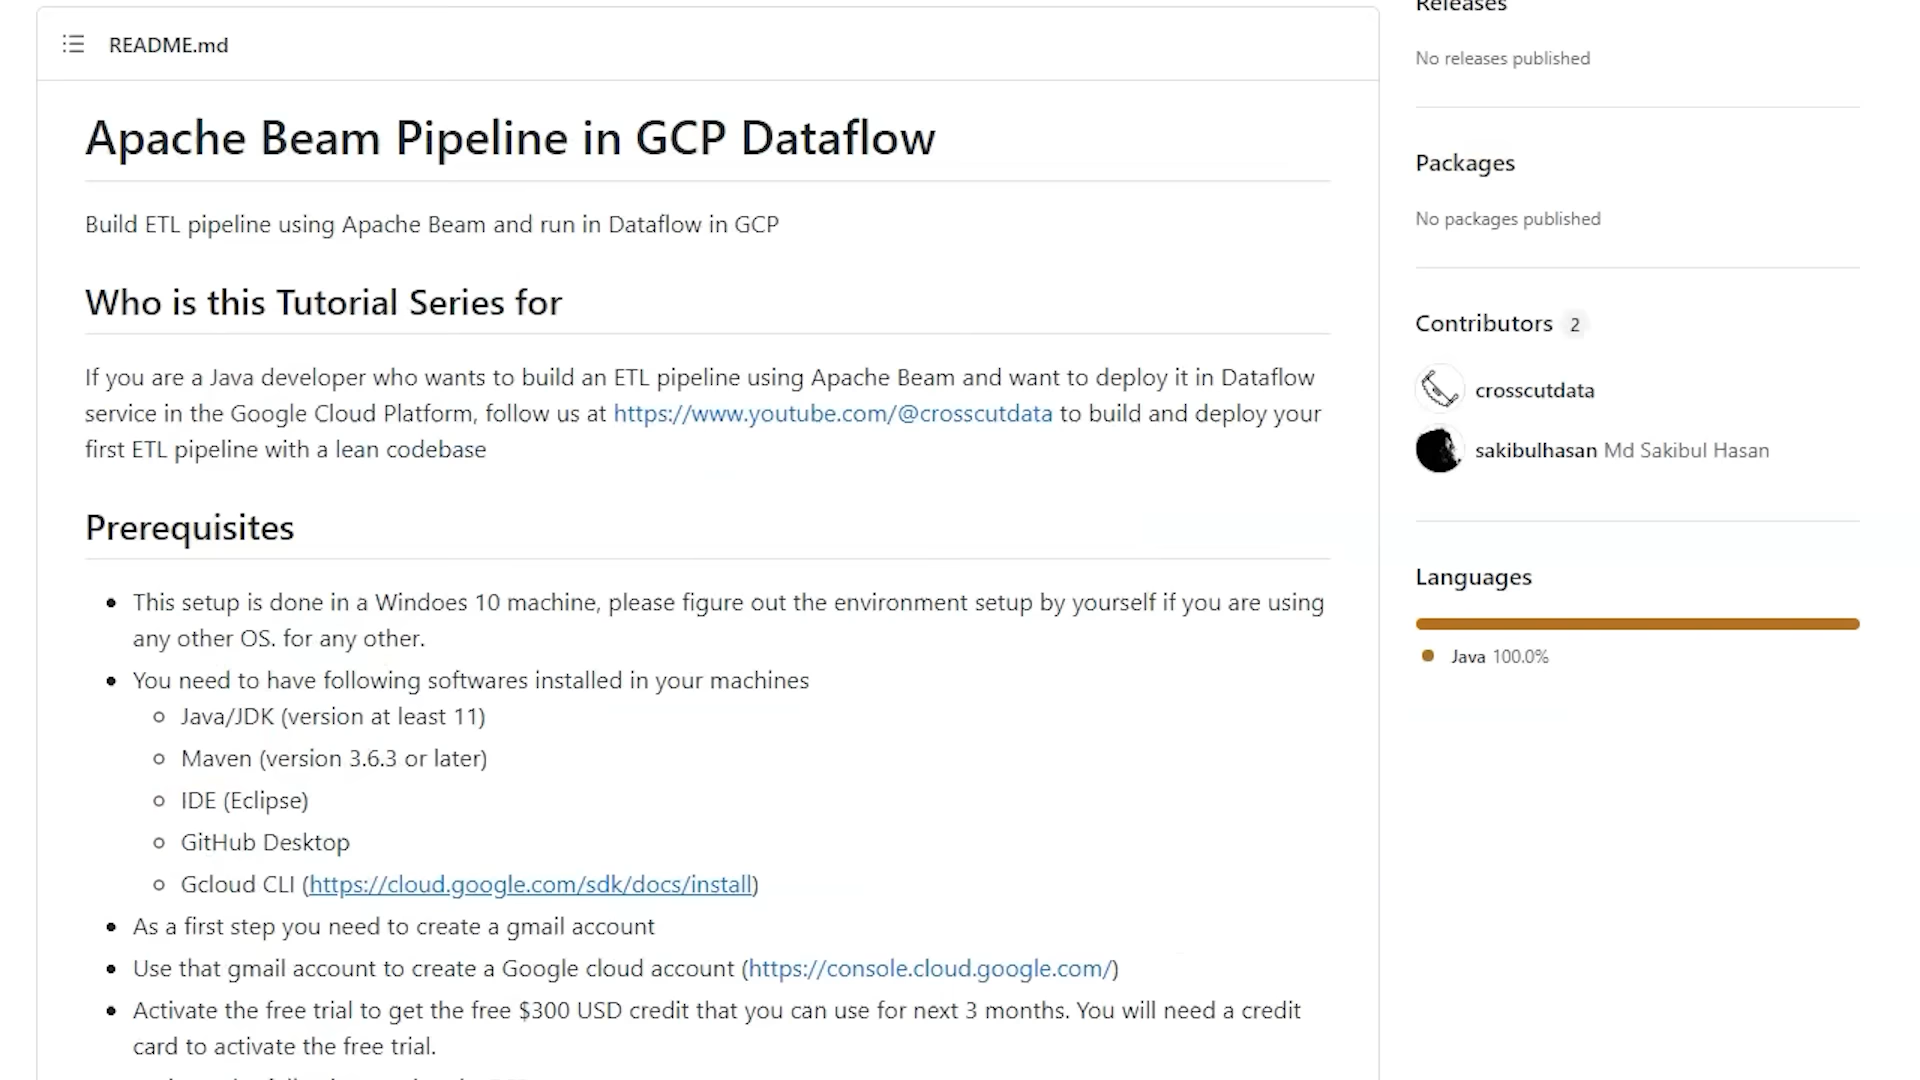 README.md
Apache Beam Pipeline in GCP Dataflow
Build ETL pipeline using Apache Beam and run in Dataflow in GCP
Who is this Tutorial Series for
If you are a Java developer who wants to build an ETL pipeline using Apache Beam and want to deploy it in Dataflow
service in the Google Cloud Platform, follow us at https://www.youtube.com/@crosscutdata to build and deploy your
first ETL pipeline with a lean codebase
Prerequisites
This setup is done in a Windoes 10 machine, please figure out the environment setup by yourself if you are using
any other OS. for any other.
You need to have following softwares installed in your machines
Java/JDK (version at least 11)
Maven (version 3.6.3 or later)
IDE (Eclipse)
GitHub Desktop
Gcloud CLI (https://cloud.google.com/sdk/docs/install)
As a first step you need to create a gmail account
Use that gmail account to create a Google cloud account (https://console.cloud.google.com/)
Activate the free trial to get the free $300 USD credit that you can use for next 3 months. You will need a credit
card to activate the free trial.
Releases
No releases published
Packages
No packages published
Contributors 2
crosscutdata
sakibulhasan Md Sakibul Hasan
Languages
Java 100.0%